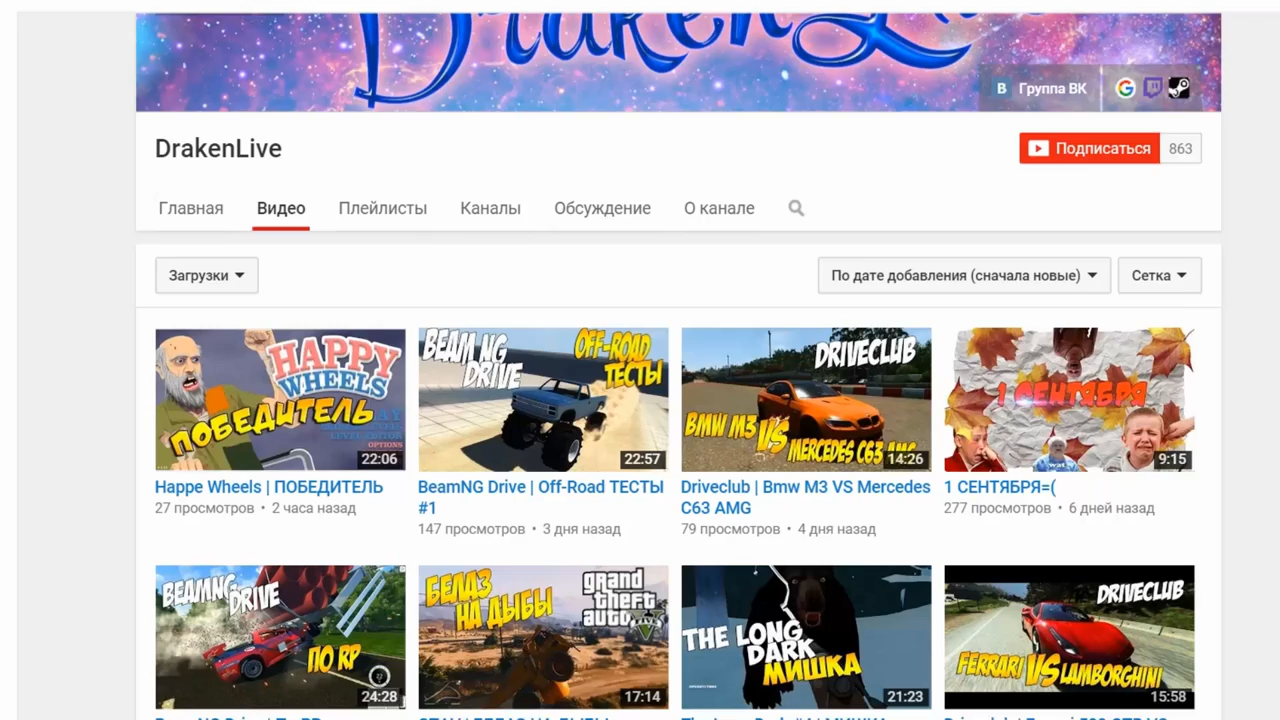 DrakenLive
Группа ВК
DrakenLive
Подписаться 863
Главная Видео Плейлисты Каналы Обсуждение О канале
Загрузки По дате добавления (сначала новые) Сетка
HAPPY
WHEELS
ПОБЕДИТЕЛЬ
LEVEL EDITOR
OPTIONS
22:06
BEAM NG
DRIVE
OFF-ROAD
ТЕСТЫ
22:57
DRIVECLUB
BMW M3 VS MERCEDES C63 AMG
14:26
1 СЕНТЯБРЯ
9:15
Happe Wheels | ПОБЕДИТЕЛЬ
27 просмотров • 2 часа назад
BeamNG Drive | Off-Road ТЕСТЫ
#1
147 просмотров • 3 дня назад
Driveclub | Bmw M3 VS Mercedes
C63 AMG
79 просмотров • 4 дня назад
1 СЕНТЯБРЯ=(
277 просмотров • 6 дней назад
BEAMNG DRIVE
ПО RP
24:28
БЕЛАЗ
НА ДЫБЫ
grand
theft
auto V
17:14
THE LONG
DARK
МИШКА
21:23
DRIVECLUB
FERRARI VS LAMBORGHINI
15:58